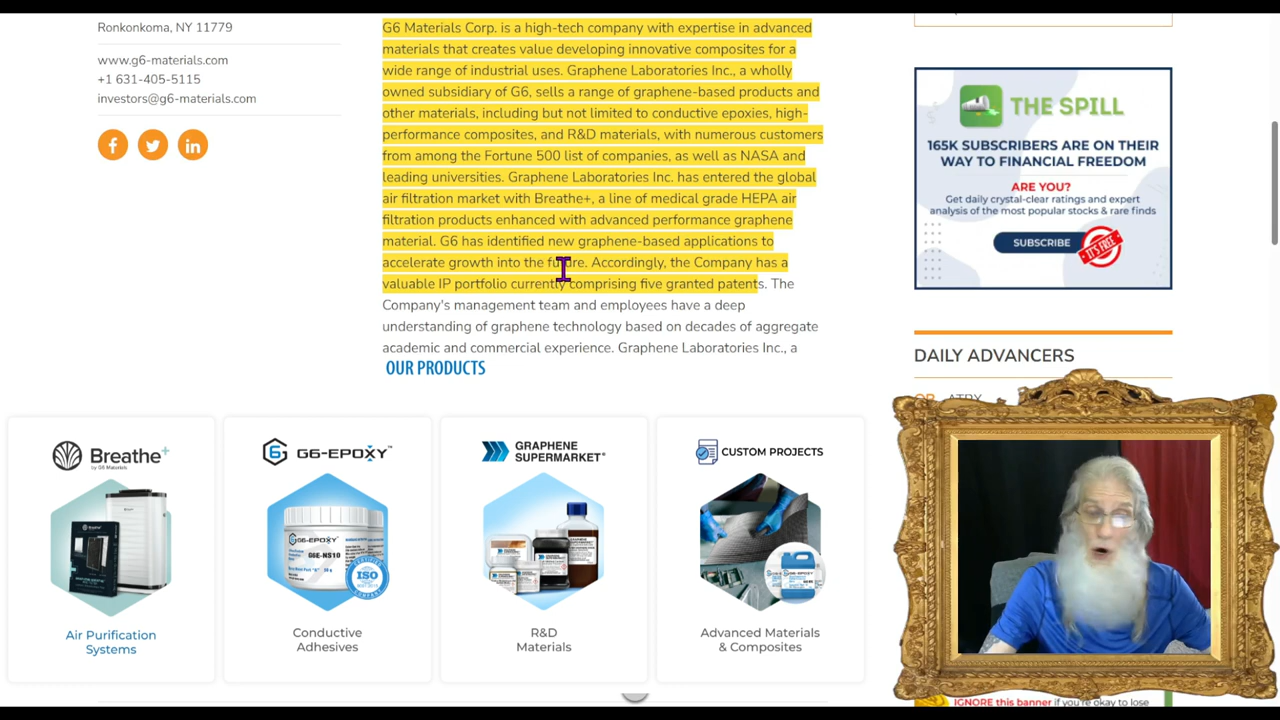 Ronkonkoma, NY 11779
www.g6-materials.com
+1 631-405-5115
investors@g6-materials.com
G6 Materials Corp. is a high-tech company with expertise in advanced
materials that creates value developing innovative composites for a
wide range of industrial uses. Graphene Laboratories Inc., a wholly
owned subsidiary of G6, sells a range of graphene-based products and
other materials, including but not limited to conductive epoxies, high-
performance composites, and R&D materials, with numerous customers
from among the Fortune 500 list of companies, as well as NASA and
leading universities. Graphene Laboratories Inc. has entered the global
air filtration market with Breathe+, a line of medical grade HEPA air
filtration products enhanced with advanced performance graphene
material. G6 has identified new graphene-based applications to
accelerate growth into the future. Accordingly, the Company has a
valuable IP portfolio currently comprising five granted patents. The
Company's management team and employees have a deep
understanding of graphene technology based on decades of aggregate
academic and commercial experience. Graphene Laboratories Inc., a
OUR PRODUCTS
Breathe+
by G6 Materials
Air Purification
Systems
G6-EPOXY™
G6-EPOXY
G6E-NS10
ISO
Conductive
Adhesives
GRAPHENE
SUPERMARKET®
R&D
Materials
CUSTOM PROJECTS
Advanced Materials
& Composites
THE SPILL
165K SUBSCRIBERS ARE ON THEIR
WAY TO FINANCIAL FREEDOM
ARE YOU?
Get daily crystal-clear ratings and expert
analysis of the most popular stocks & rare finds
SUBSCRIBE
IT'S FREE
DAILY ADVANCERS
IGNORE this banner if you're okay to lose